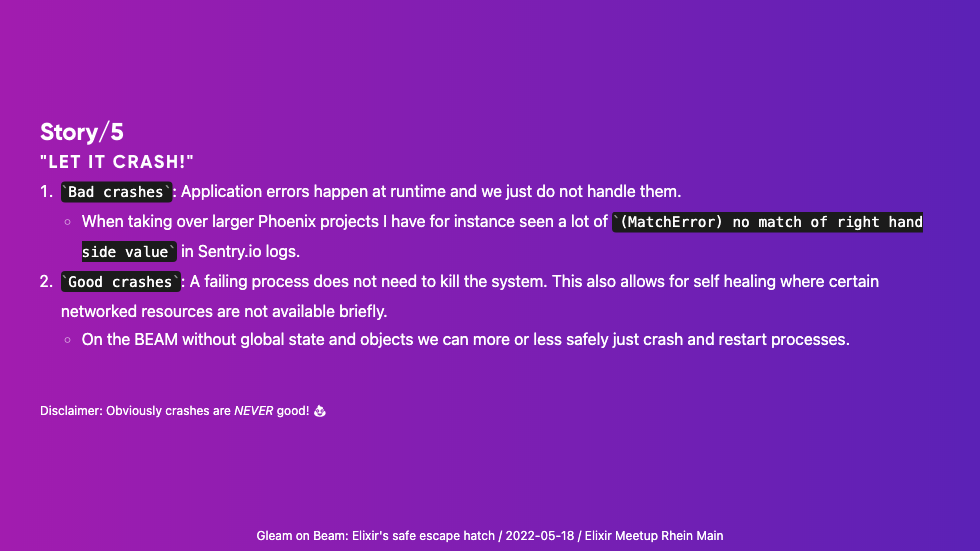 Story/5
"LET IT CRASH!"
1. `Bad crashes`: Application errors happen at runtime and we just do not handle them.
◦ When taking over larger Phoenix projects I have for instance seen a lot of `(MatchError) no match of right hand
side value` in Sentry.io logs.
2. `Good crashes`: A failing process does not need to kill the system. This also allows for self healing where certain
networked resources are not available briefly.
◦ On the BEAM without global state and objects we can more or less safely just crash and restart processes.
Disclaimer: Obviously crashes are NEVER good! 💩
Gleam on Beam: Elixir's safe escape hatch / 2022-05-18 / Elixir Meetup Rhein Main